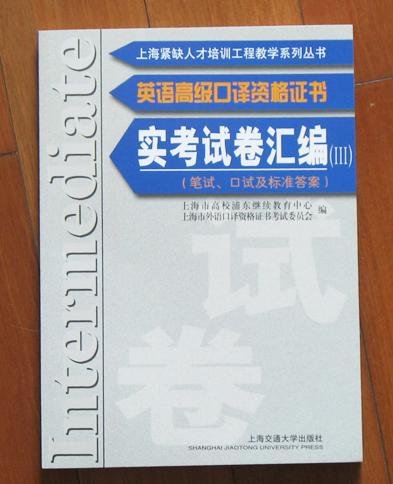 上海紧缺人才培训工程教学系列丛书
英语高级口译资格证书
实考试卷汇编(III)
(笔试、口试及标准答案)
上海市高校浦东继续教育中心
上海市外语口译资格证书考试委员会 编
Intermediate
试卷
上海交通大学出版社
SHANGHAI JIAOTONG UNIVERSITY PRESS